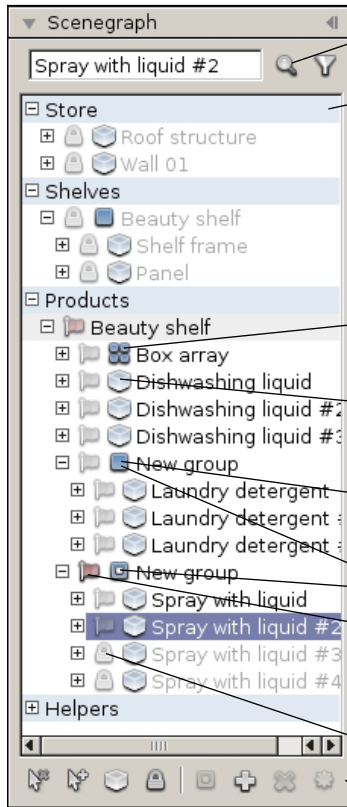 Scenegraph
Spray with liquid #2
Store
Roof structure
Wall 01
Shelves
Beauty shelf
Shelf frame
Panel
Products
Beauty shelf
Box array
Dishwashing liquid
Dishwashing liquid #2
Dishwashing liquid #3
New group
Laundry detergent
Laundry detergent #
Laundry detergent #
New group
Spray with liquid
Spray with liquid #2
Spray with liquid #3
Spray with liquid #4
Helpers